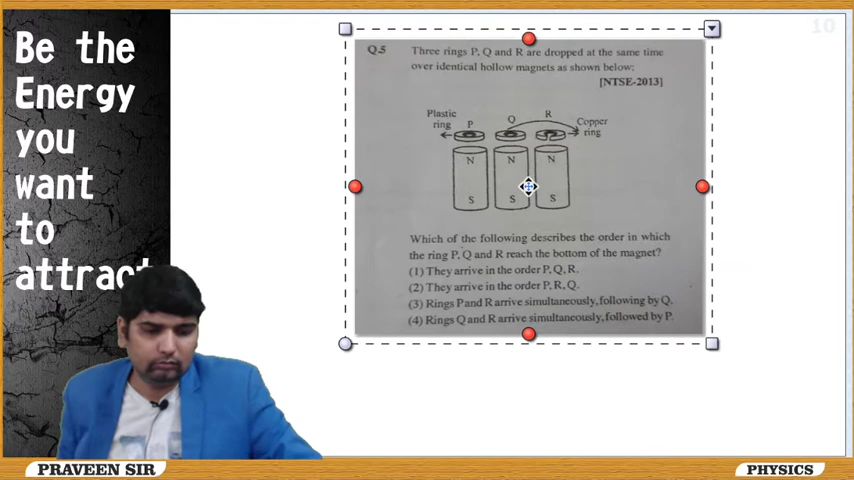 Be the
Energy
you
want
to
attract
10
Q.5 Three rings P, Q and R are dropped at the same time
over identical hollow magnets as shown below:
[NTSE-2013]
Plastic
ring
P
Q
R
Copper
ring
N N N
S S S
Which of the following describes the order in which
the ring P, Q and R reach the bottom of the magnet?
(1) They arrive in the order P, Q, R.
(2) They arrive in the order P, R, Q.
(3) Rings P and R arrive simultaneously, following by Q.
(4) Rings Q and R arrive simultaneously, followed by P.
PRAVEEN SIR
PHYSICS